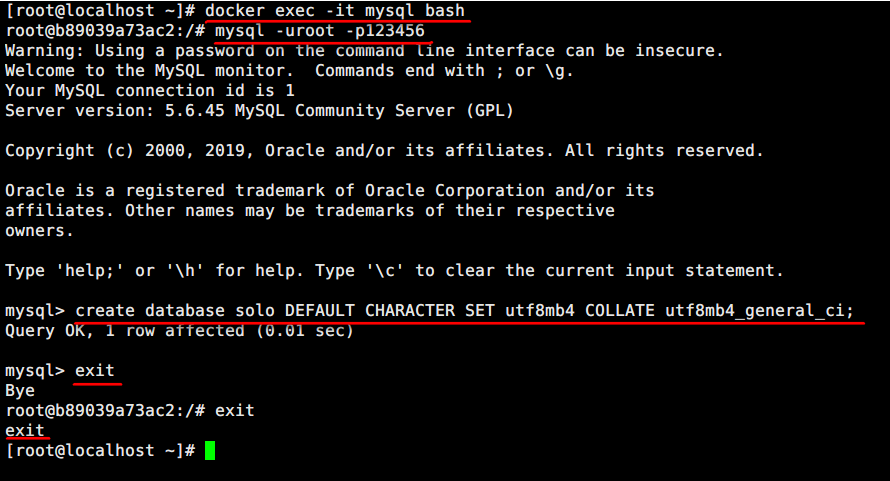 [root@localhost ~]# docker exec -it mysql bash
root@b89039a73ac2:/# mysql -uroot -p123456
Warning: Using a password on the command line interface can be insecure.
Welcome to the MySQL monitor.  Commands end with ; or \g.
Your MySQL connection id is 1
Server version: 5.6.45 MySQL Community Server (GPL)

Copyright (c) 2000, 2019, Oracle and/or its affiliates. All rights reserved.

Oracle is a registered trademark of Oracle Corporation and/or its
affiliates. Other names may be trademarks of their respective
owners.

Type 'help;' or '\h' for help. Type '\c' to clear the current input statement.

mysql> create database solo DEFAULT CHARACTER SET utf8mb4 COLLATE utf8mb4_general_ci;
Query OK, 1 row affected (0.01 sec)

mysql> exit
Bye
root@b89039a73ac2:/# exit
exit
[root@localhost ~]#